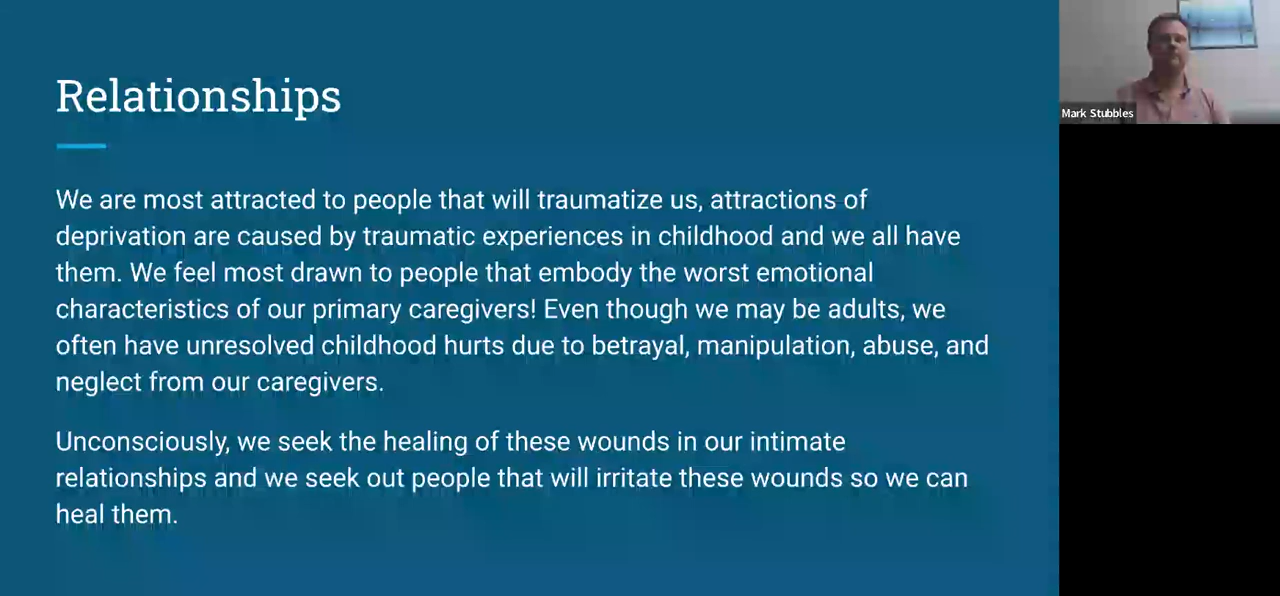 Relationships
We are most attracted to people that will traumatize us, attractions of
deprivation are caused by traumatic experiences in childhood and we all have
them. We feel most drawn to people that embody the worst emotional
characteristics of our primary caregivers! Even though we may be adults, we
often have unresolved childhood hurts due to betrayal, manipulation, abuse, and
neglect from our caregivers.
Unconsciously, we seek the healing of these wounds in our intimate
relationships and we seek out people that will irritate these wounds so we can
heal them.
Mark Stubbles